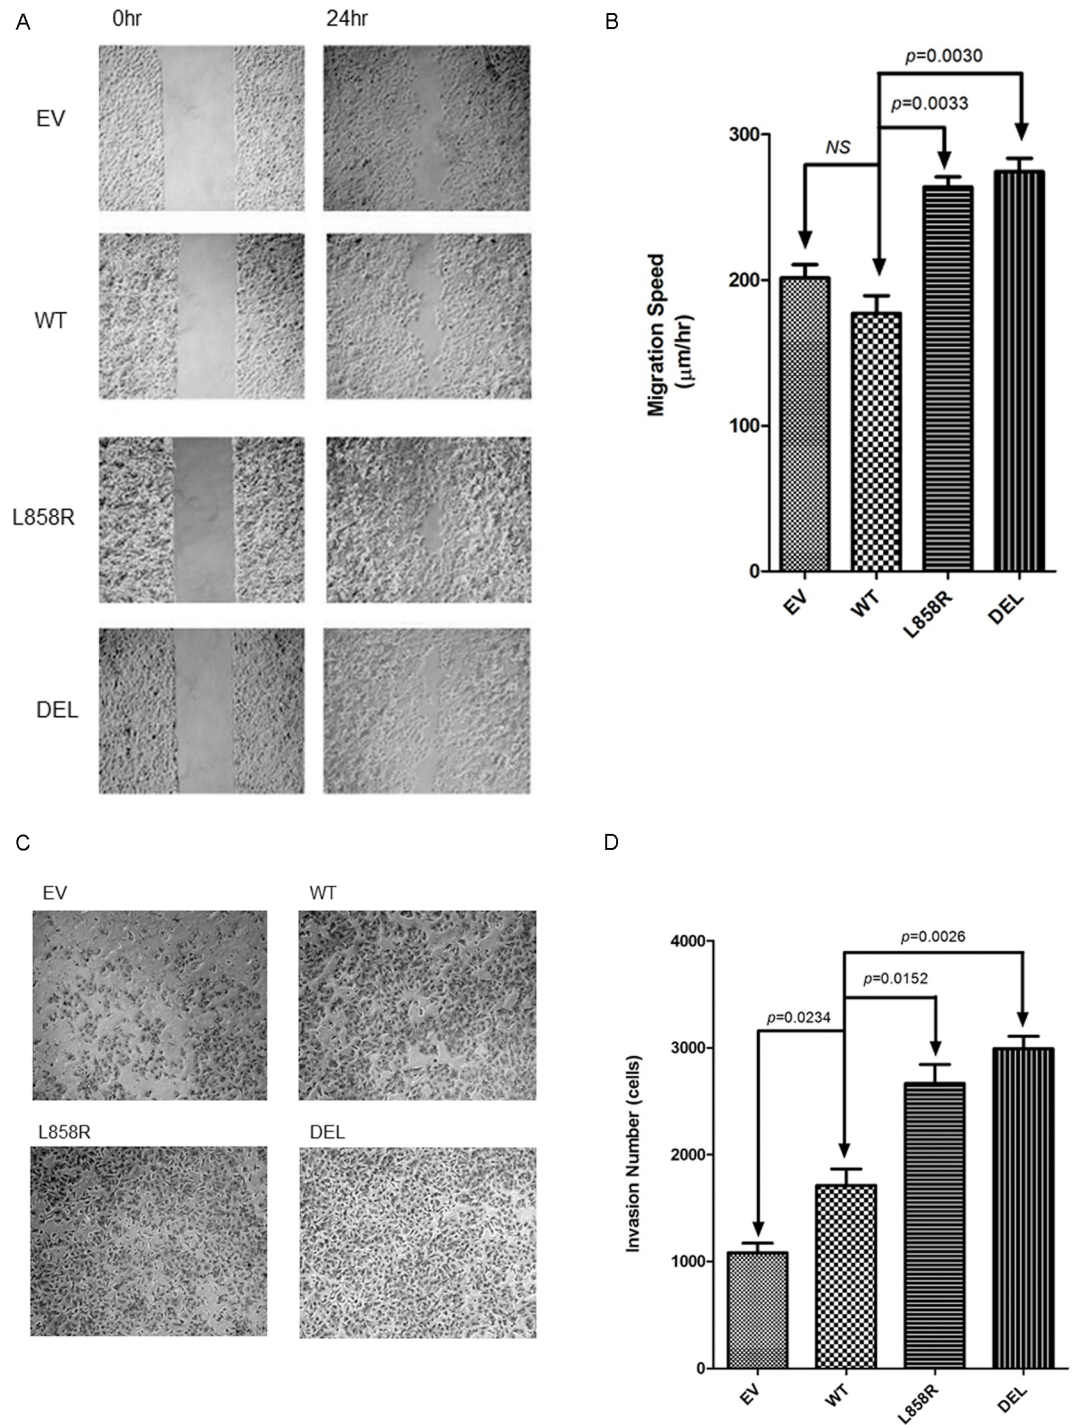 A
0hr
24hr
EV
WT
L858R
DEL
B
p=0.0030
p=0.0033
NS
300
200
100
0
Migration Speed
(μm/hr)
EV
WT
L858R
DEL
C
EV
WT
L858R
DEL
D
p=0.0026
p=0.0152
p=0.0234
4000
3000
2000
1000
0
Invasion Number (cells)
EV
WT
L858R
DEL